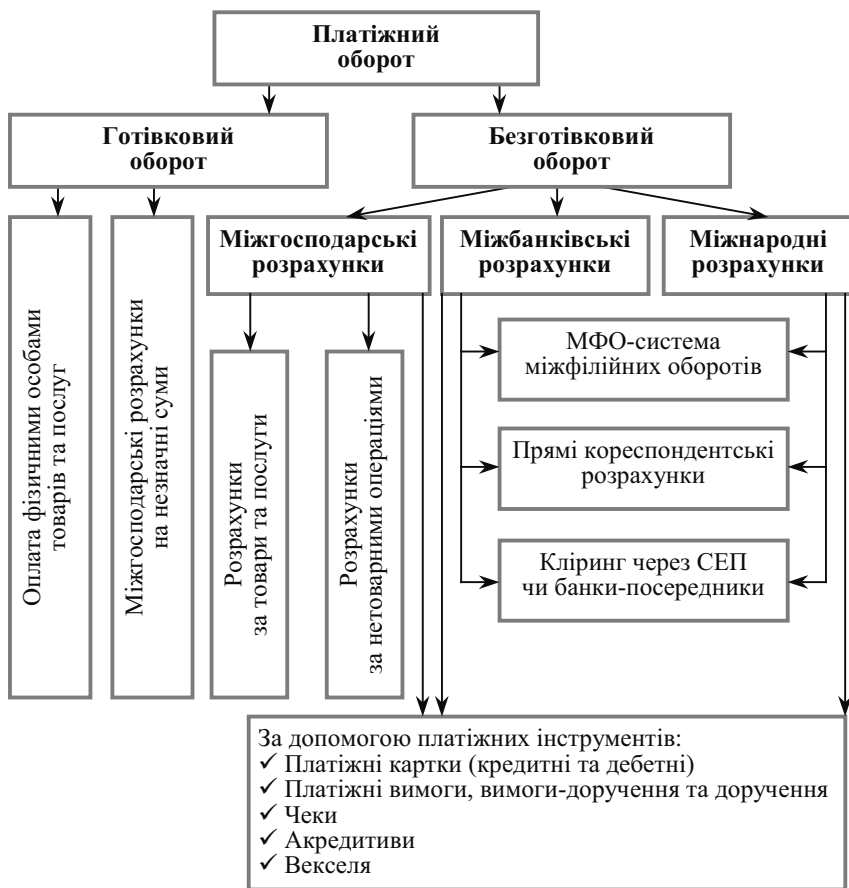 Платіжний
оборот
Готівковий
оборот
Безготівковий
оборот
Оплата фізичними особами
товарів та послуг
Міжгосподарські розрахунки
на незначні суми
Міжгосподарські
розрахунки
Міжбанківські
розрахунки
Міжнародні
розрахунки
Розрахунки
за товари та послуги
Розрахунки
за нетоварними операціями
МФО-система
міжфілійних оборотів
Прямі кореспондентські
розрахунки
Кліринг через СЕП
чи банки-посередники
За допомогою платіжних інструментів:
✓ Платіжні картки (кредитні та дебетні)
✓ Платіжні вимоги, вимоги-доручення та доручення
✓ Чеки
✓ Акредитиви
✓ Векселя